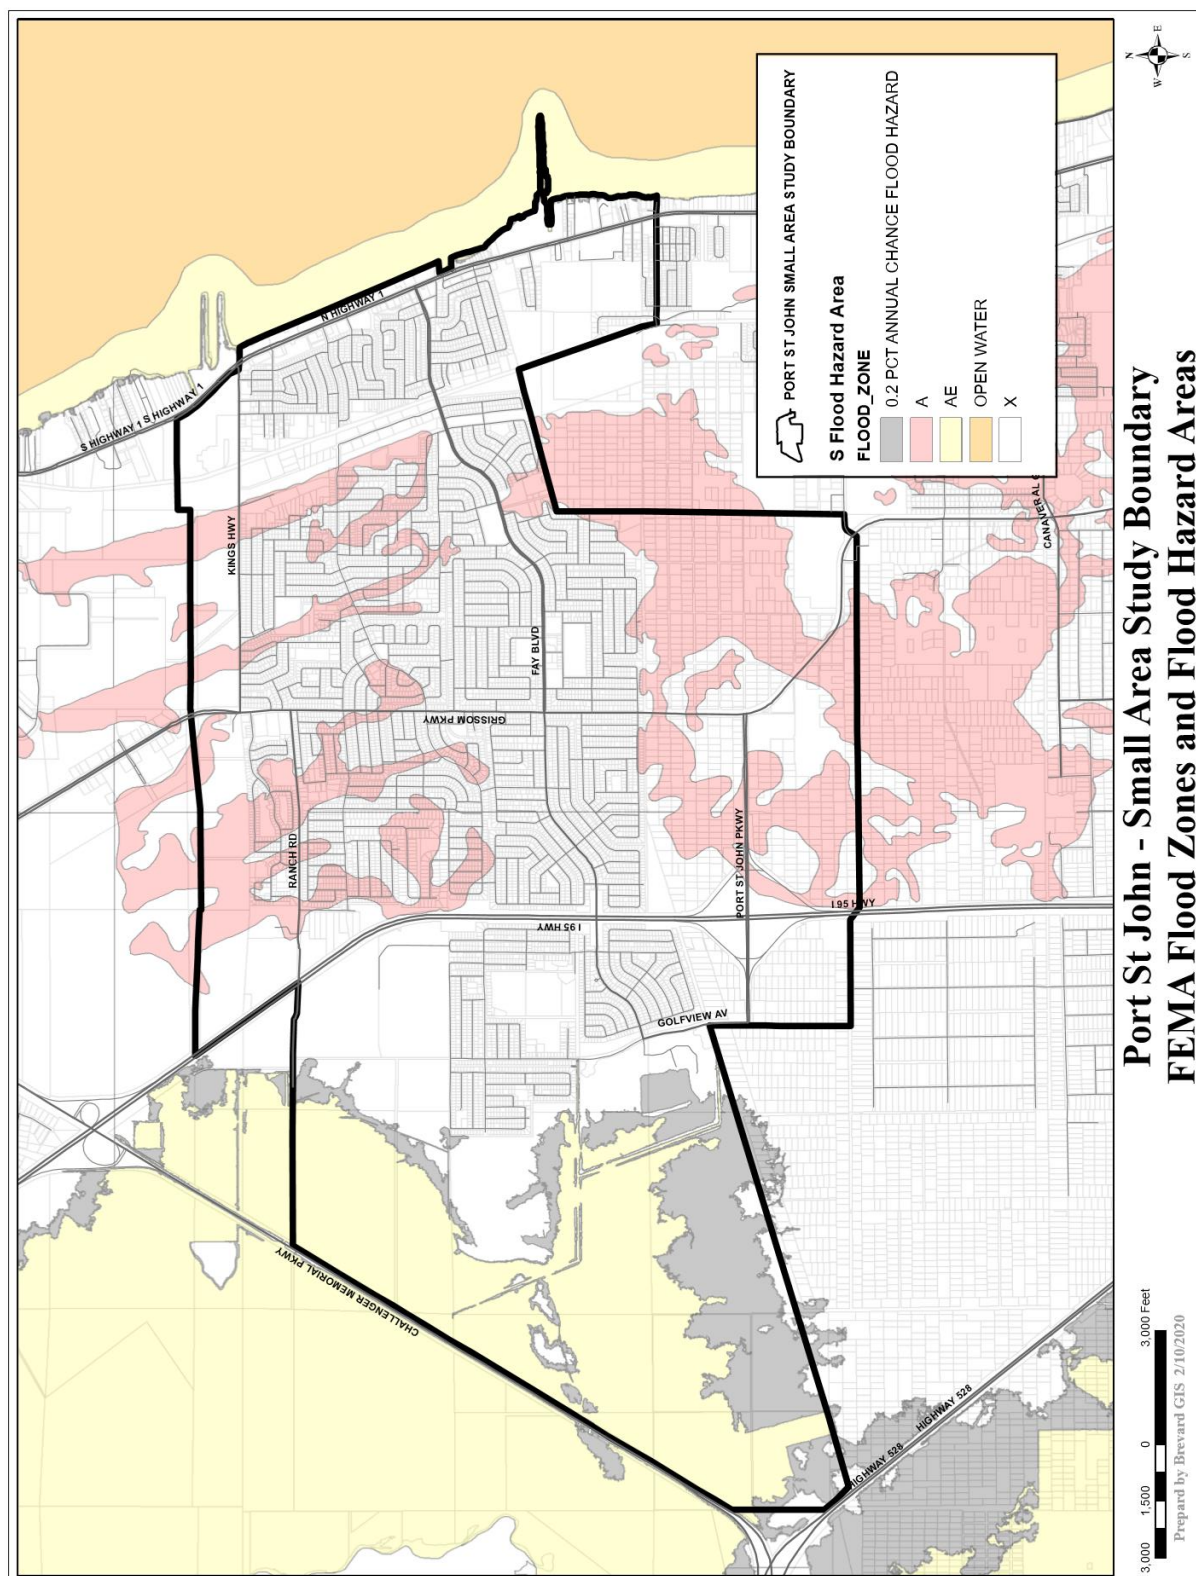 N
W
E
S
PORT ST JOHN SMALL AREA STUDY BOUNDARY
S Flood Hazard Area
FLOOD_ZONE
0.2 PCT ANNUAL CHANCE FLOOD HAZARD
A
AE
OPEN WATER
X
S HIGHWAY 1
S HIGHWAY 1
N HIGHWAY 1
KINGS HWY
FAY BLVD
GRISSOM PKWY
RANCH RD
I 95 HWY
PORT ST JOHN PKWY
I 95 HWY
GOLFVIEW AV
CHALLENGER MEMORIAL PKWY
HIGHWAY 528
HIGHWAY 528
CANAVERAL G
Port St John - Small Area Study Boundary
FEMA Flood Zones and Flood Hazard Areas
3,000 1,500 0 3,000 Feet
Prepard by Brevard GIS 2/10/2020